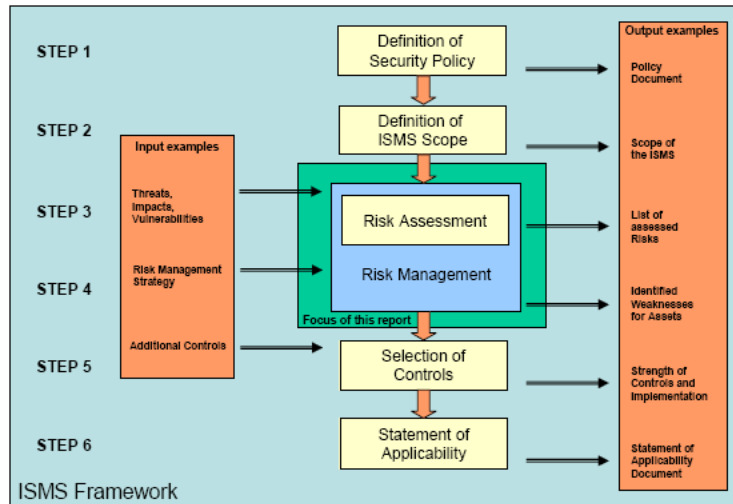 STEP 1
Definition of
Security Policy
Output examples
Policy
Document
STEP 2
Definition of
ISMS Scope
Scope of
the ISMS
Input examples
Threats,
Impacts,
Vulnerabilities
STEP 3
Risk Assessment
List of
assessed
Risks
Risk Management
Strategy
Risk Management
STEP 4
Identified
Weaknesses
for Assets
Focus of this report
Additional Controls
STEP 5
Selection of
Controls
Strength of
Controls and
Implementation
STEP 6
Statement of
Applicability
Statement of
Applicability
Document
ISMS Framework